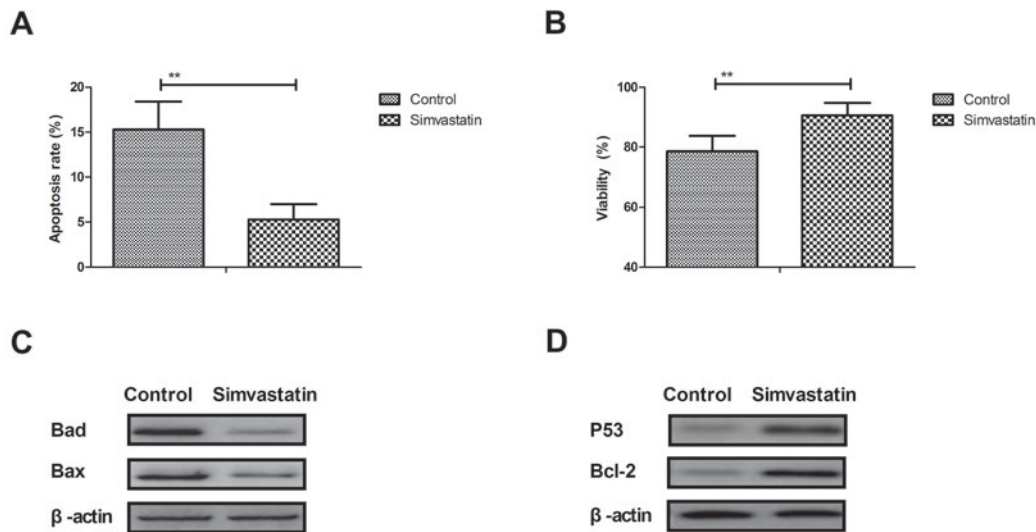 A
**
20
15
10
5
0
Apoptosis rate (%)
Control
Simvastatin
B
**
100
80
60
40
Viability (%)
Control
Simvastatin
C
Control Simvastatin
Bad
Bax
β -actin
D
Control Simvastatin
P53
Bcl-2
β -actin